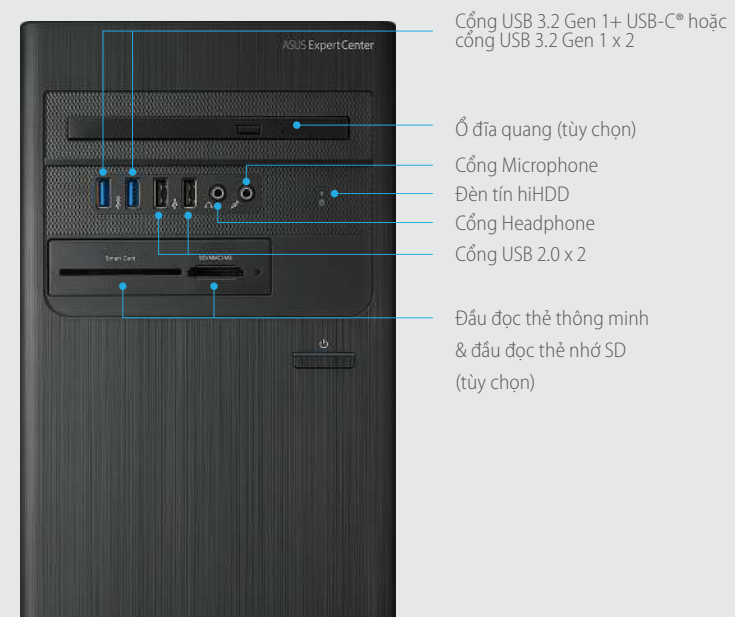 ASUS ExpertCenter
Cổng USB 3.2 Gen 1+ USB-C® hoặc
cổng USB 3.2 Gen 1 x 2
Ổ đĩa quang (tùy chọn)
Cổng Microphone
Đèn tín hiHDD
Cổng Headphone
Cổng USB 2.0 x 2
Smart Card
SD/MMC/MS
Đầu đọc thẻ thông minh
& đầu đọc thẻ nhớ SD
(tùy chọn)